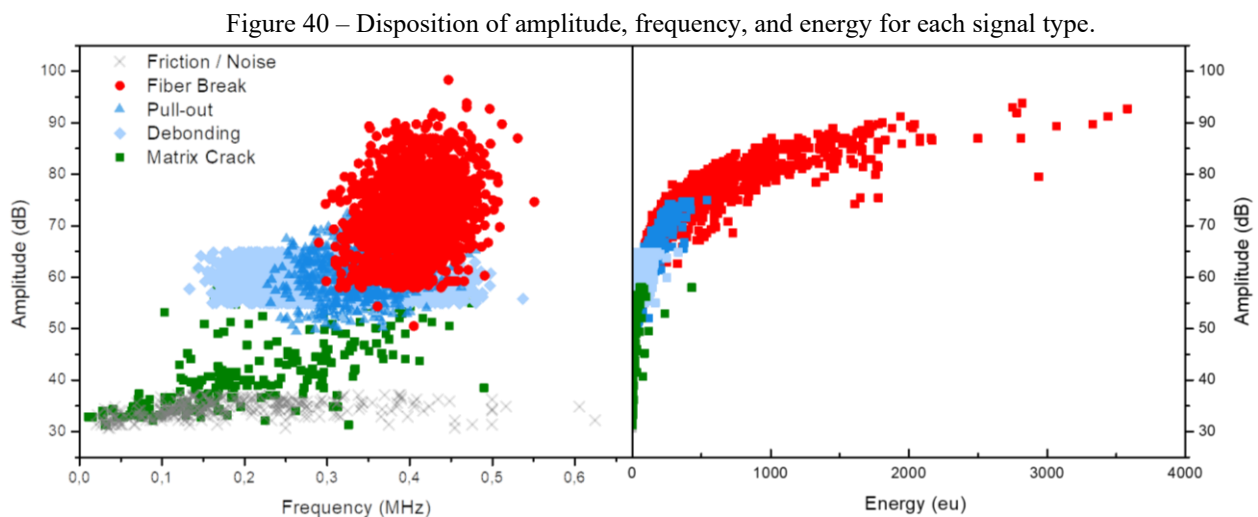 Figure 40 – Disposition of amplitude, frequency, and energy for each signal type.
Friction / Noise
Fiber Break
Pull-out
Debonding
Matrix Crack
Amplitude (dB)
100
90
80
70
60
50
40
30
0,0 0,1 0,2 0,3 0,4 0,5 0,6
Frequency (MHz)
0 1000 2000 3000 4000
Energy (eu)
100
90
80
70
60
50
40
30
Amplitude (dB)